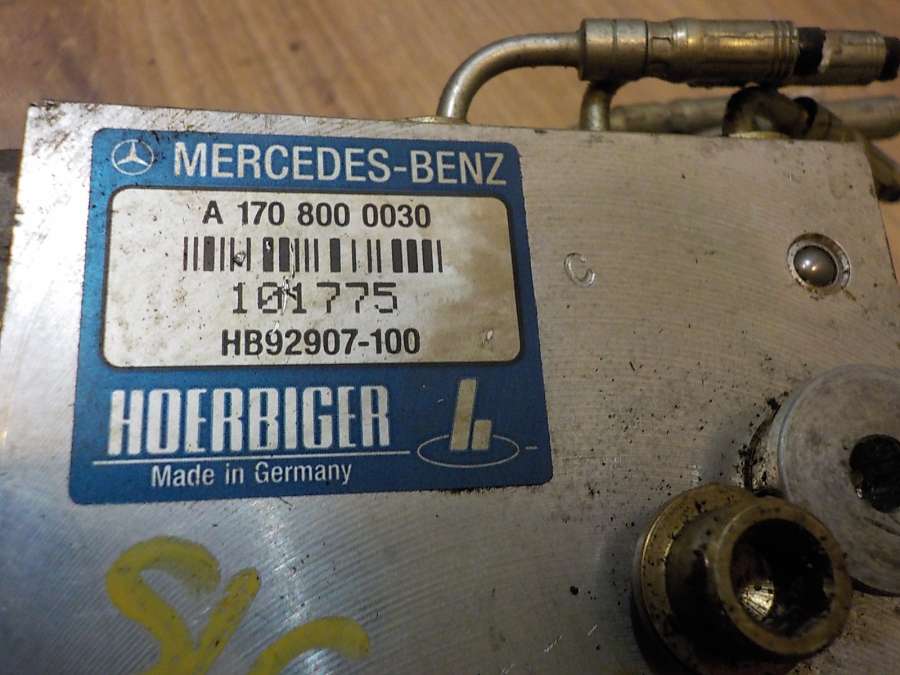 MERCEDES-BENZ
A 170 800 0030
101775
HB92907-100
C
HOERBIGER
Made in Germany